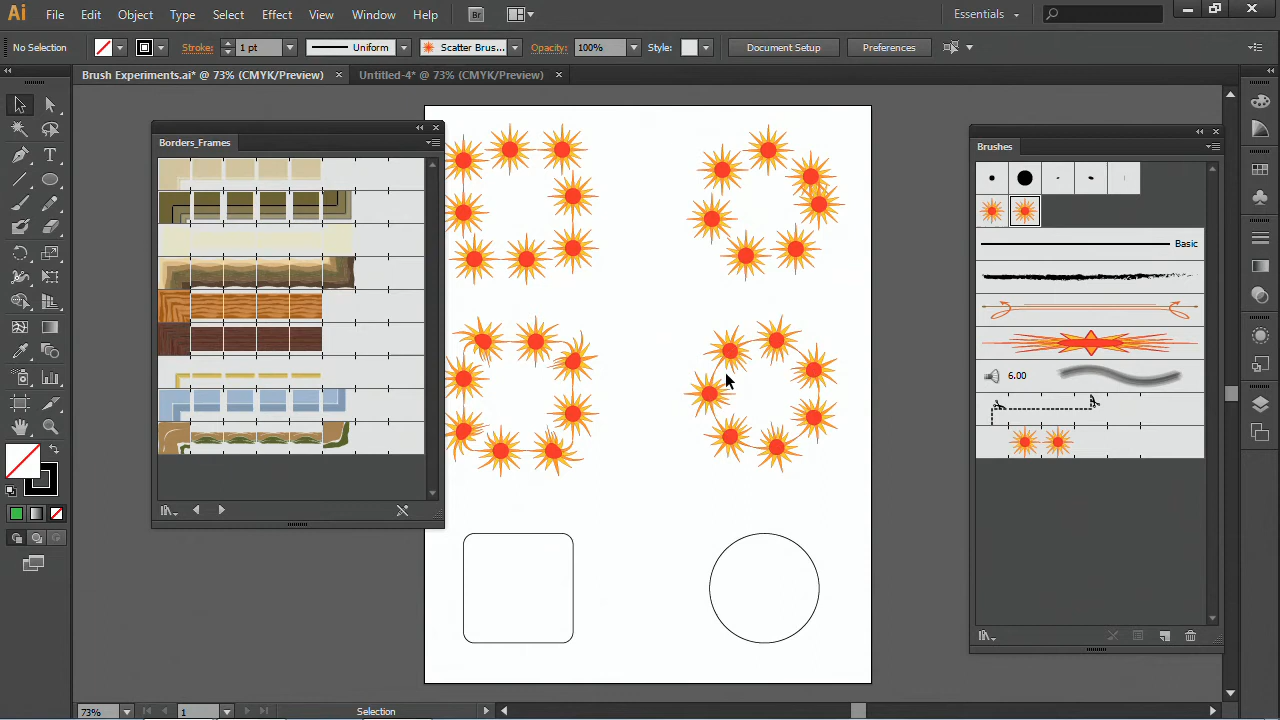 Ai File Edit Object Type Select Effect View Window Help Br Essentials
No Selection Stroke: 1 pt Uniform Scatter Brus... Opacity: 100% Style: Document Setup Preferences
Brush Experiments.ai* @ 73% (CMYK/Preview) Untitled-4* @ 73% (CMYK/Preview)
Borders_Frames
Brushes
Basic
6.00
73% 1 Selection